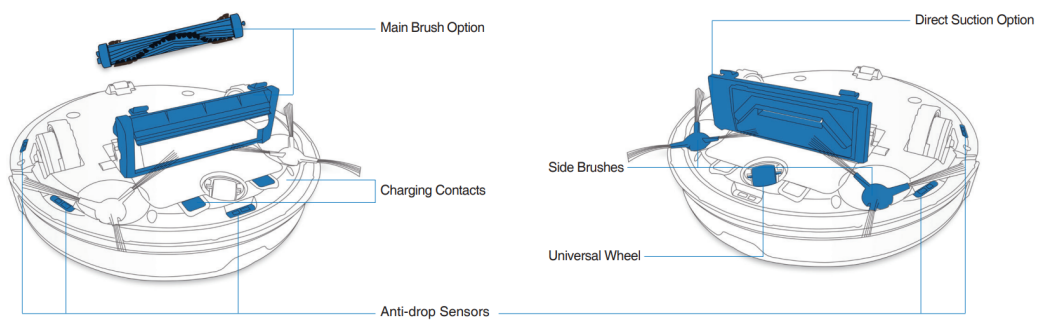 Main Brush Option
Direct Suction Option
Side Brushes
Charging Contacts
Universal Wheel
Anti-drop Sensors